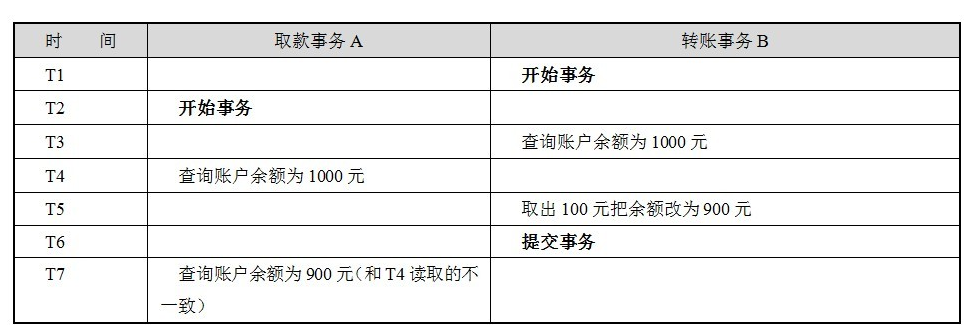 时　　间 取款事务 A 转账事务 B
T1 开始事务
T2 开始事务
T3 查询账户余额为 1000 元
T4 查询账户余额为 1000 元
T5 取出 100 元把余额改为 900 元
T6 提交事务
T7 查询账户余额为 900 元（和 T4 读取的不
一致）